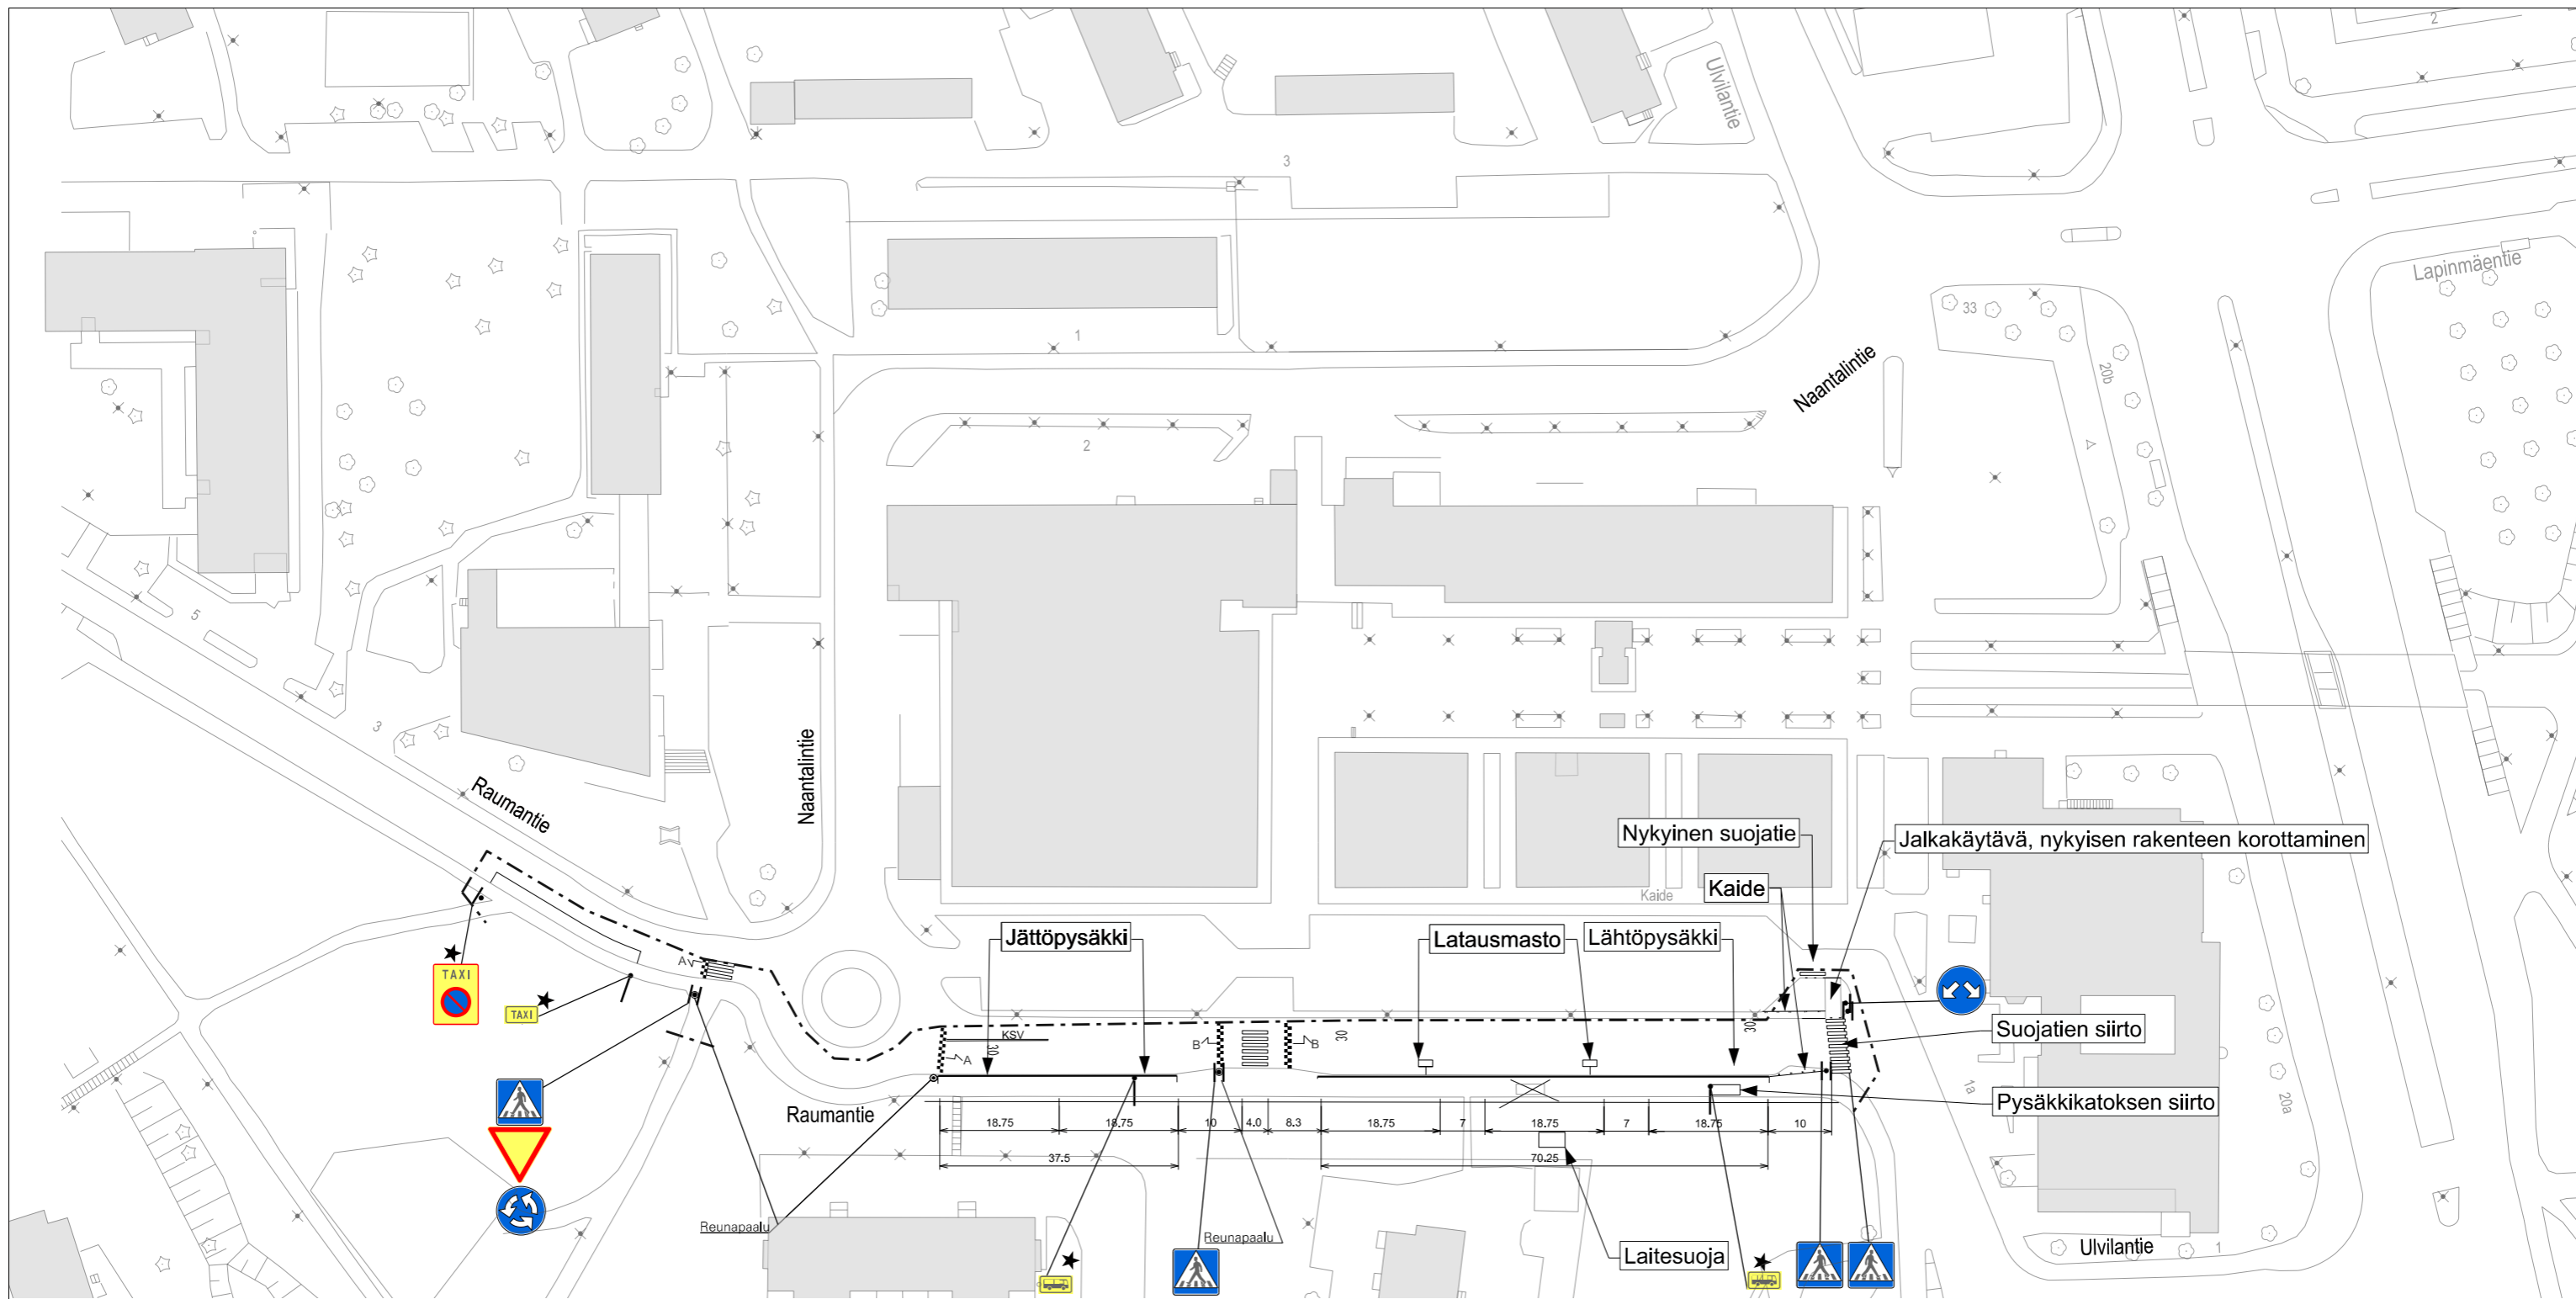 2
Ulvilantie
3
Lapinmäentie
33
1
Naantalintie
20b
2
5
3
Naantalintie
Raumantie
Nykyinen suojatie
Jalkakäytävä, nykyisen rakenteen korottaminen
Kaide
Kaide
Jättöpysäkki
Latausmasto
Lähtöpysäkki
A
TAXI
TAXI
KSV
30
30
30
A
B
B
Suojatien siirto
Pysäkkikatoksen siirto
1a
20a
Raumantie
18.75
18.75
10
4.0
8.3
18.75
7
18.75
7
18.75
10
37.5
70.25
Reunapaalu
Reunapaalu
Laitesuoja
Ulvilantie
1